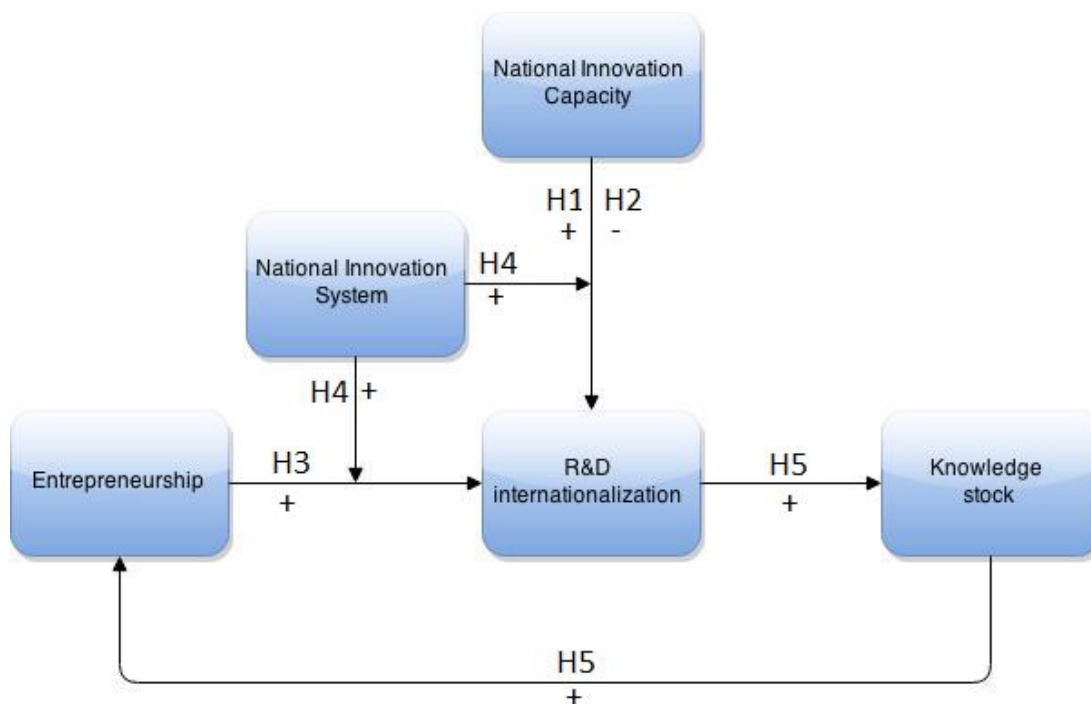 National Innovation
Capacity
H1 H2
+ -
National Innovation
System
H4
+
H4 +
Entrepreneurship
H3
+
R&D
internationalization
H5
+
Knowledge
stock
H5
+